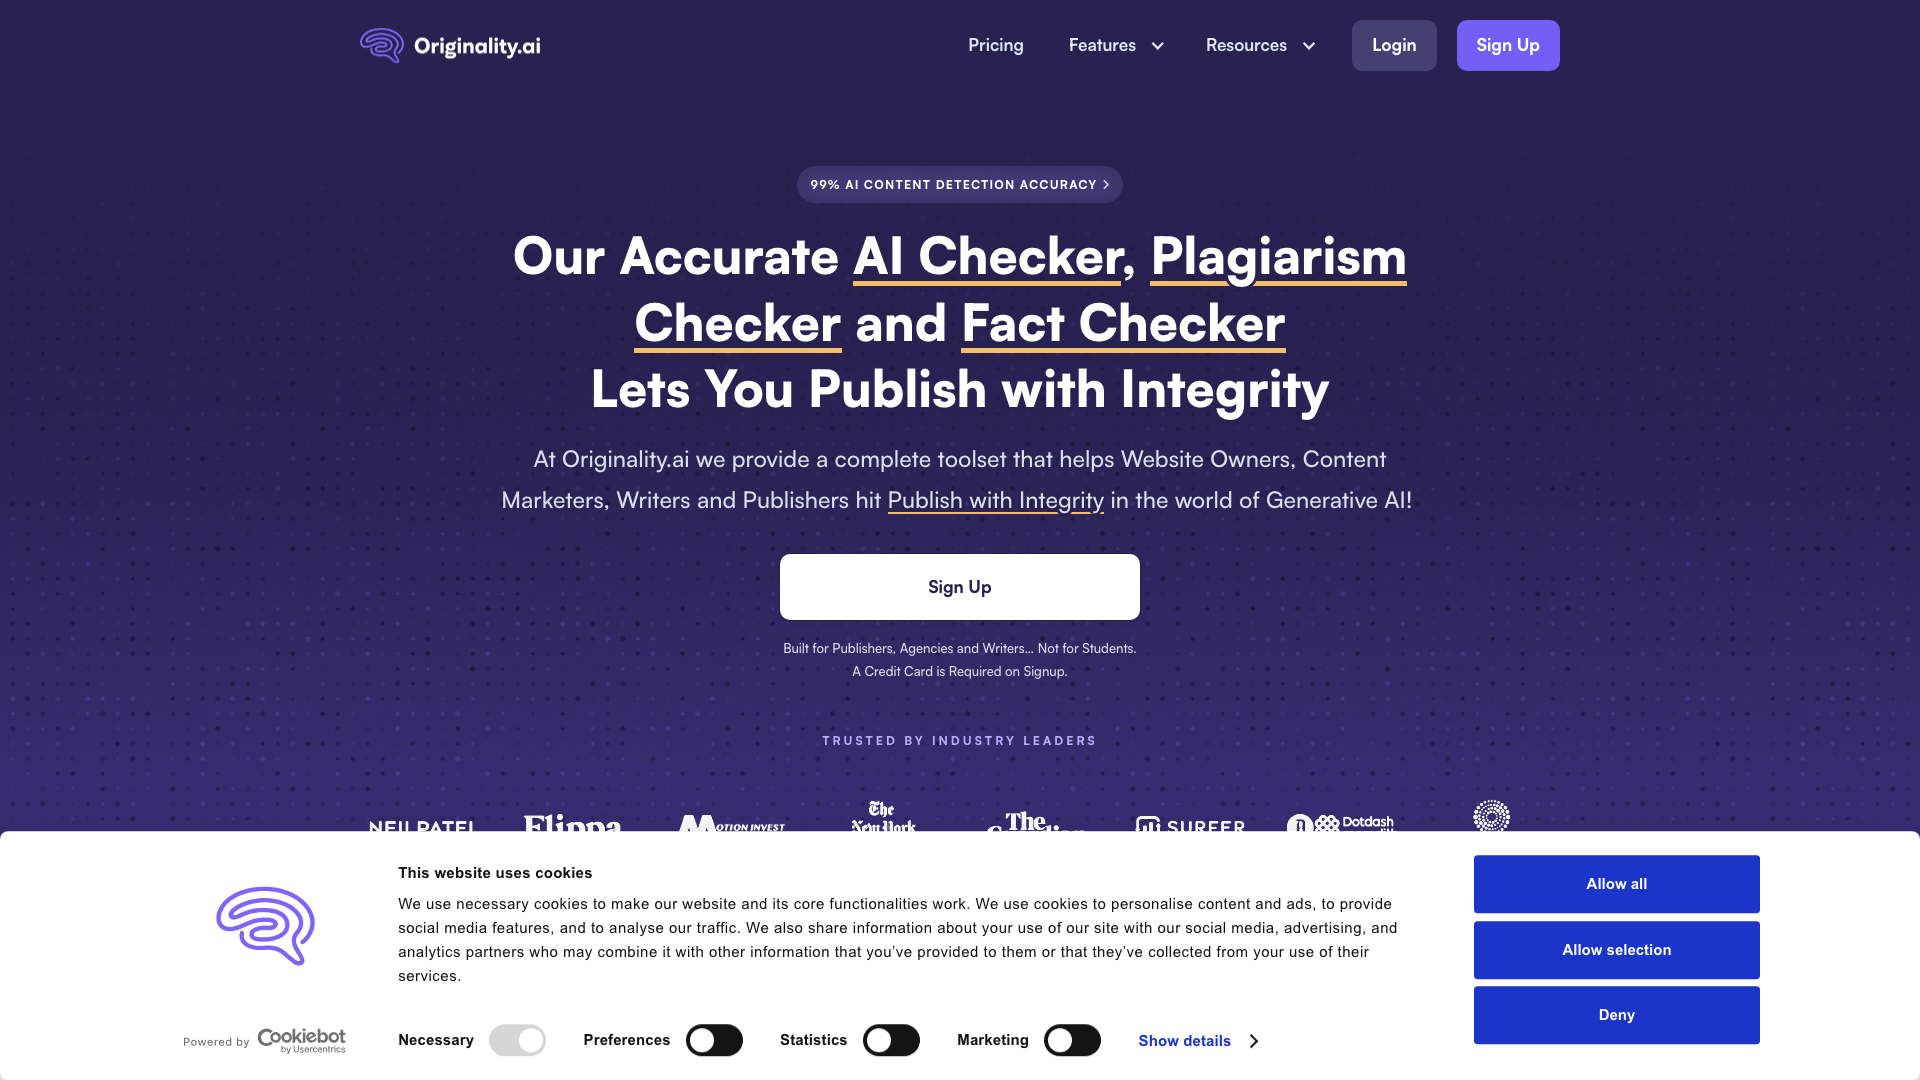 Originality.ai
Pricing
Features
Resources
Login
Sign Up
99% AI CONTENT DETECTION ACCURACY
Our Accurate AI Checker, Plagiarism
Checker and Fact Checker
Lets You Publish with Integrity
At Originality.ai we provide a complete toolset that helps Website Owners, Content
Marketers, Writers and Publishers hit Publish with Integrity in the world of Generative AI!
Sign Up
Built for Publishers, Agencies and Writers... Not for Students.
A Credit Card is Required on Signup.
TRUSTED BY INDUSTRY LEADERS
NEIL PATEL
Flippa
MOTION INVEST
The
New York
The
SURFER
Dotdash
This website uses cookies
We use necessary cookies to make our website and its core functionalities work. We use cookies to personalise content and ads, to provide
social media features, and to analyse our traffic. We also share information about your use of our site with our social media, advertising, and
analytics partners who may combine it with other information that you’ve provided to them or that they’ve collected from your use of their
services.
Allow all
Allow selection
Deny
Powered by Cookiebot
by Usercentrics
Necessary
Preferences
Statistics
Marketing
Show details